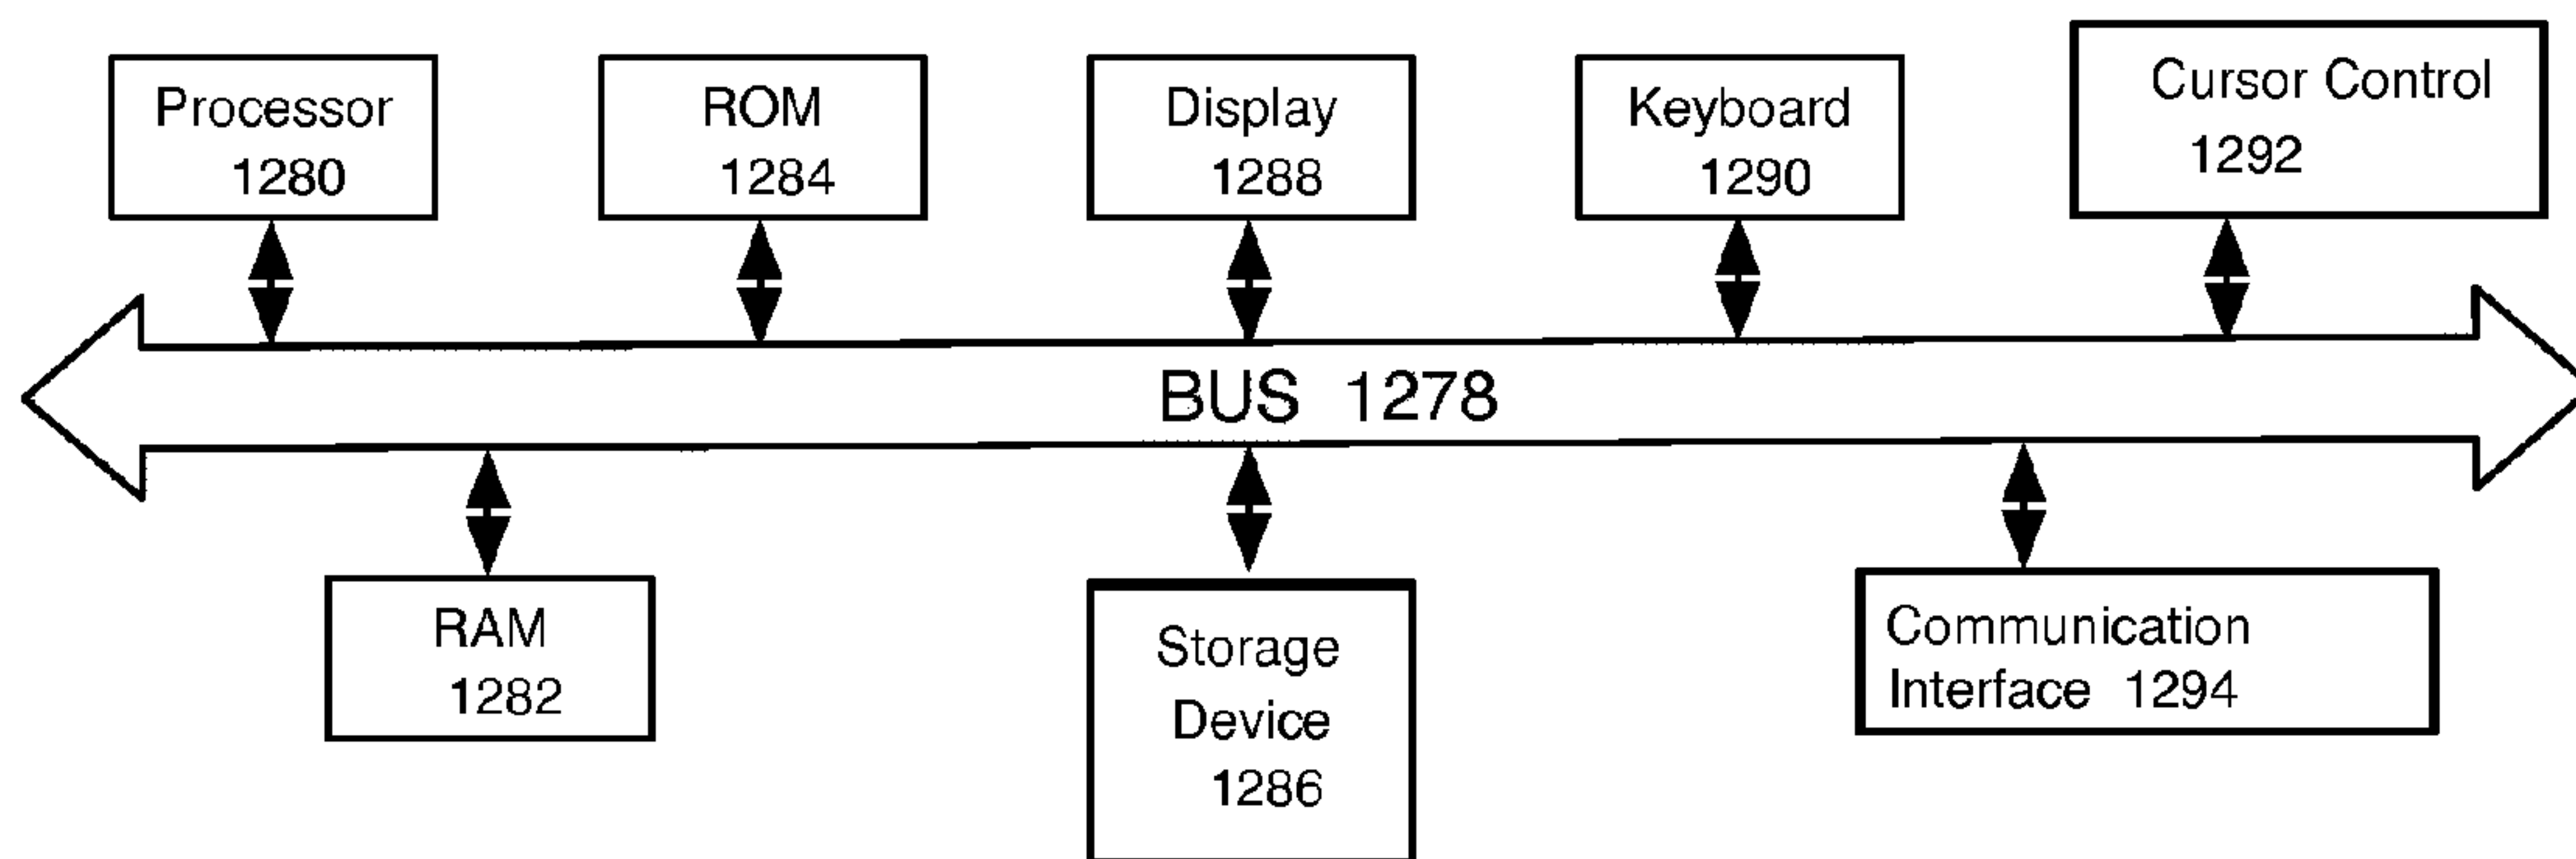 Processor
1280
ROM
1284
Display
1288
Keyboard
1290
Cursor Control
1292
BUS 1278
RAM
1282
Storage
Device
1286
Communication
Interface 1294